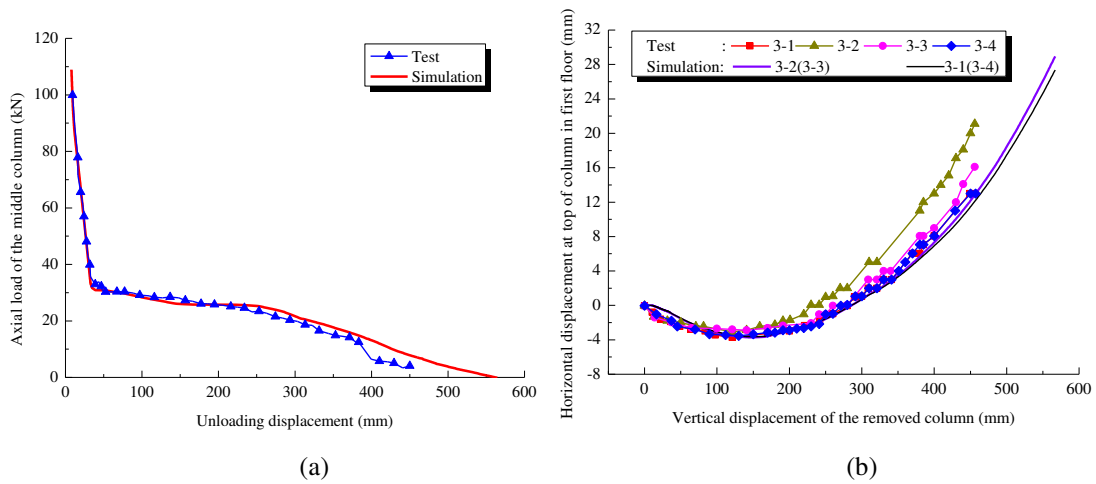 120
100
80
60
40
20
0
0 100 200 300 400 500 600
Axial load of the middle column (kN)
Unloading displacement (mm)
Test
Simulation
(a)
32
28
24
20
16
12
8
4
0
-4
-8
-100 0 100 200 300 400 500 600
Horizontal displacement at top of column in first floor (mm)
Vertical displacement of the removed column (mm)
Test : 3-1 3-2 3-3 3-4
Simulation: 3-2(3-3) 3-1(3-4)
(b)